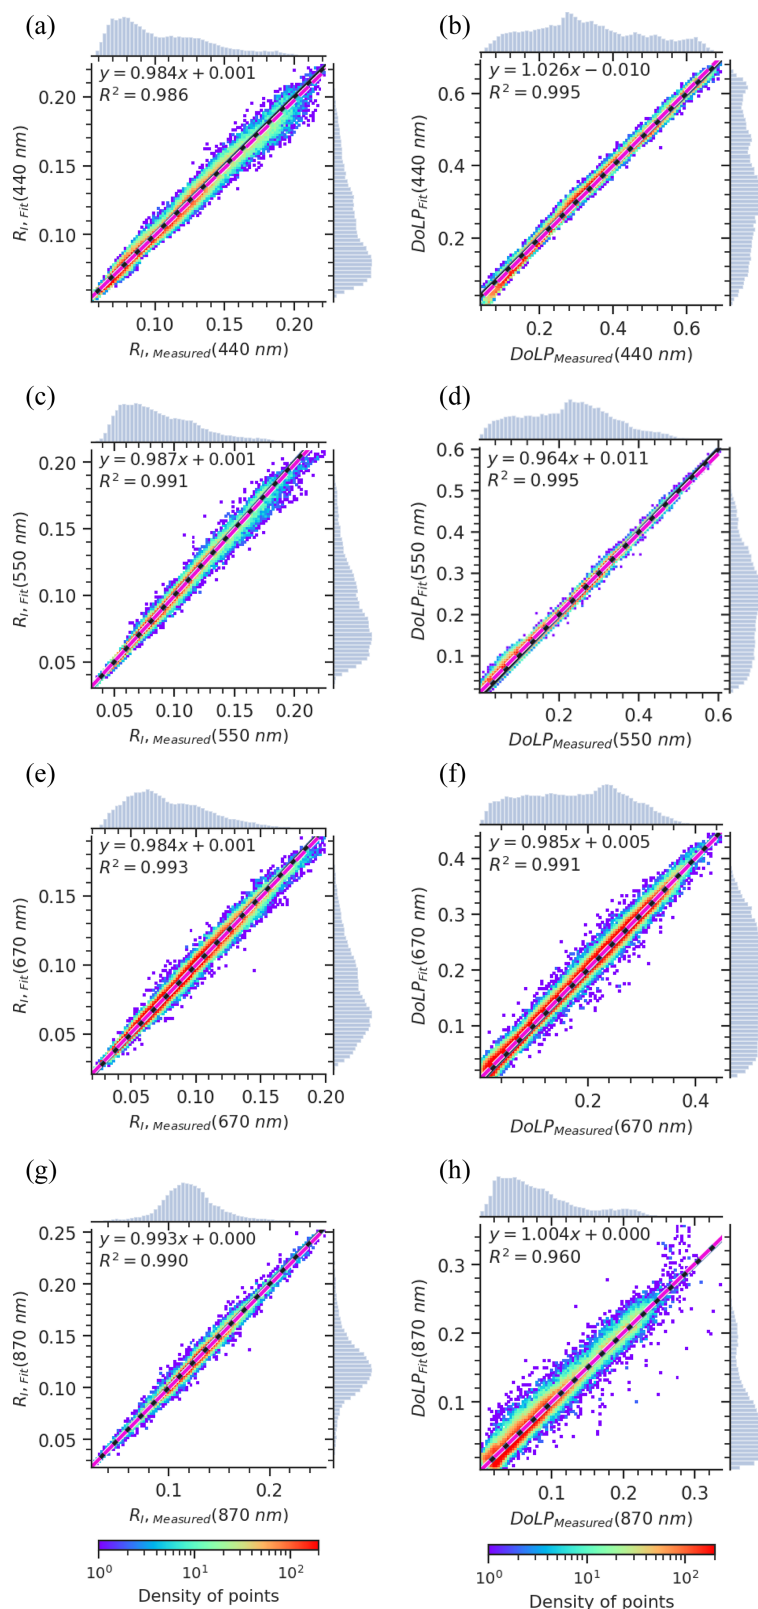 (a)
y = 0.984x + 0.001
R² = 0.986
0.20
0.15
0.10
R_I, Fit(440 nm)
0.10 0.15 0.20
R_I, Measured(440 nm)
(b)
y = 1.026x − 0.010
R² = 0.995
0.6
0.4
0.2
DoLP_Fit(440 nm)
0.2 0.4 0.6
DoLP_Measured(440 nm)
(c)
y = 0.987x + 0.001
R² = 0.991
0.20
0.15
0.10
0.05
R_I, Fit(550 nm)
0.05 0.10 0.15 0.20
R_I, Measured(550 nm)
(d)
y = 0.964x + 0.011
R² = 0.995
0.6
0.5
0.4
0.3
0.2
0.1
DoLP_Fit(550 nm)
0.2 0.4 0.6
DoLP_Measured(550 nm)
(e)
y = 0.984x + 0.001
R² = 0.993
0.15
0.10
0.05
R_I, Fit(670 nm)
0.05 0.10 0.15 0.20
R_I, Measured(670 nm)
(f)
y = 0.985x + 0.005
R² = 0.991
0.4
0.3
0.2
0.1
DoLP_Fit(670 nm)
0.2 0.4
DoLP_Measured(670 nm)
(g)
y = 0.993x + 0.000
R² = 0.990
0.25
0.20
0.15
0.10
0.05
R_I, Fit(870 nm)
0.1 0.2
R_I, Measured(870 nm)
(h)
y = 1.004x + 0.000
R² = 0.960
0.3
0.2
0.1
DoLP_Fit(870 nm)
0.1 0.2 0.3
DoLP_Measured(870 nm)
10⁰ 10¹ 10²
Density of points
10⁰ 10¹ 10²
Density of points